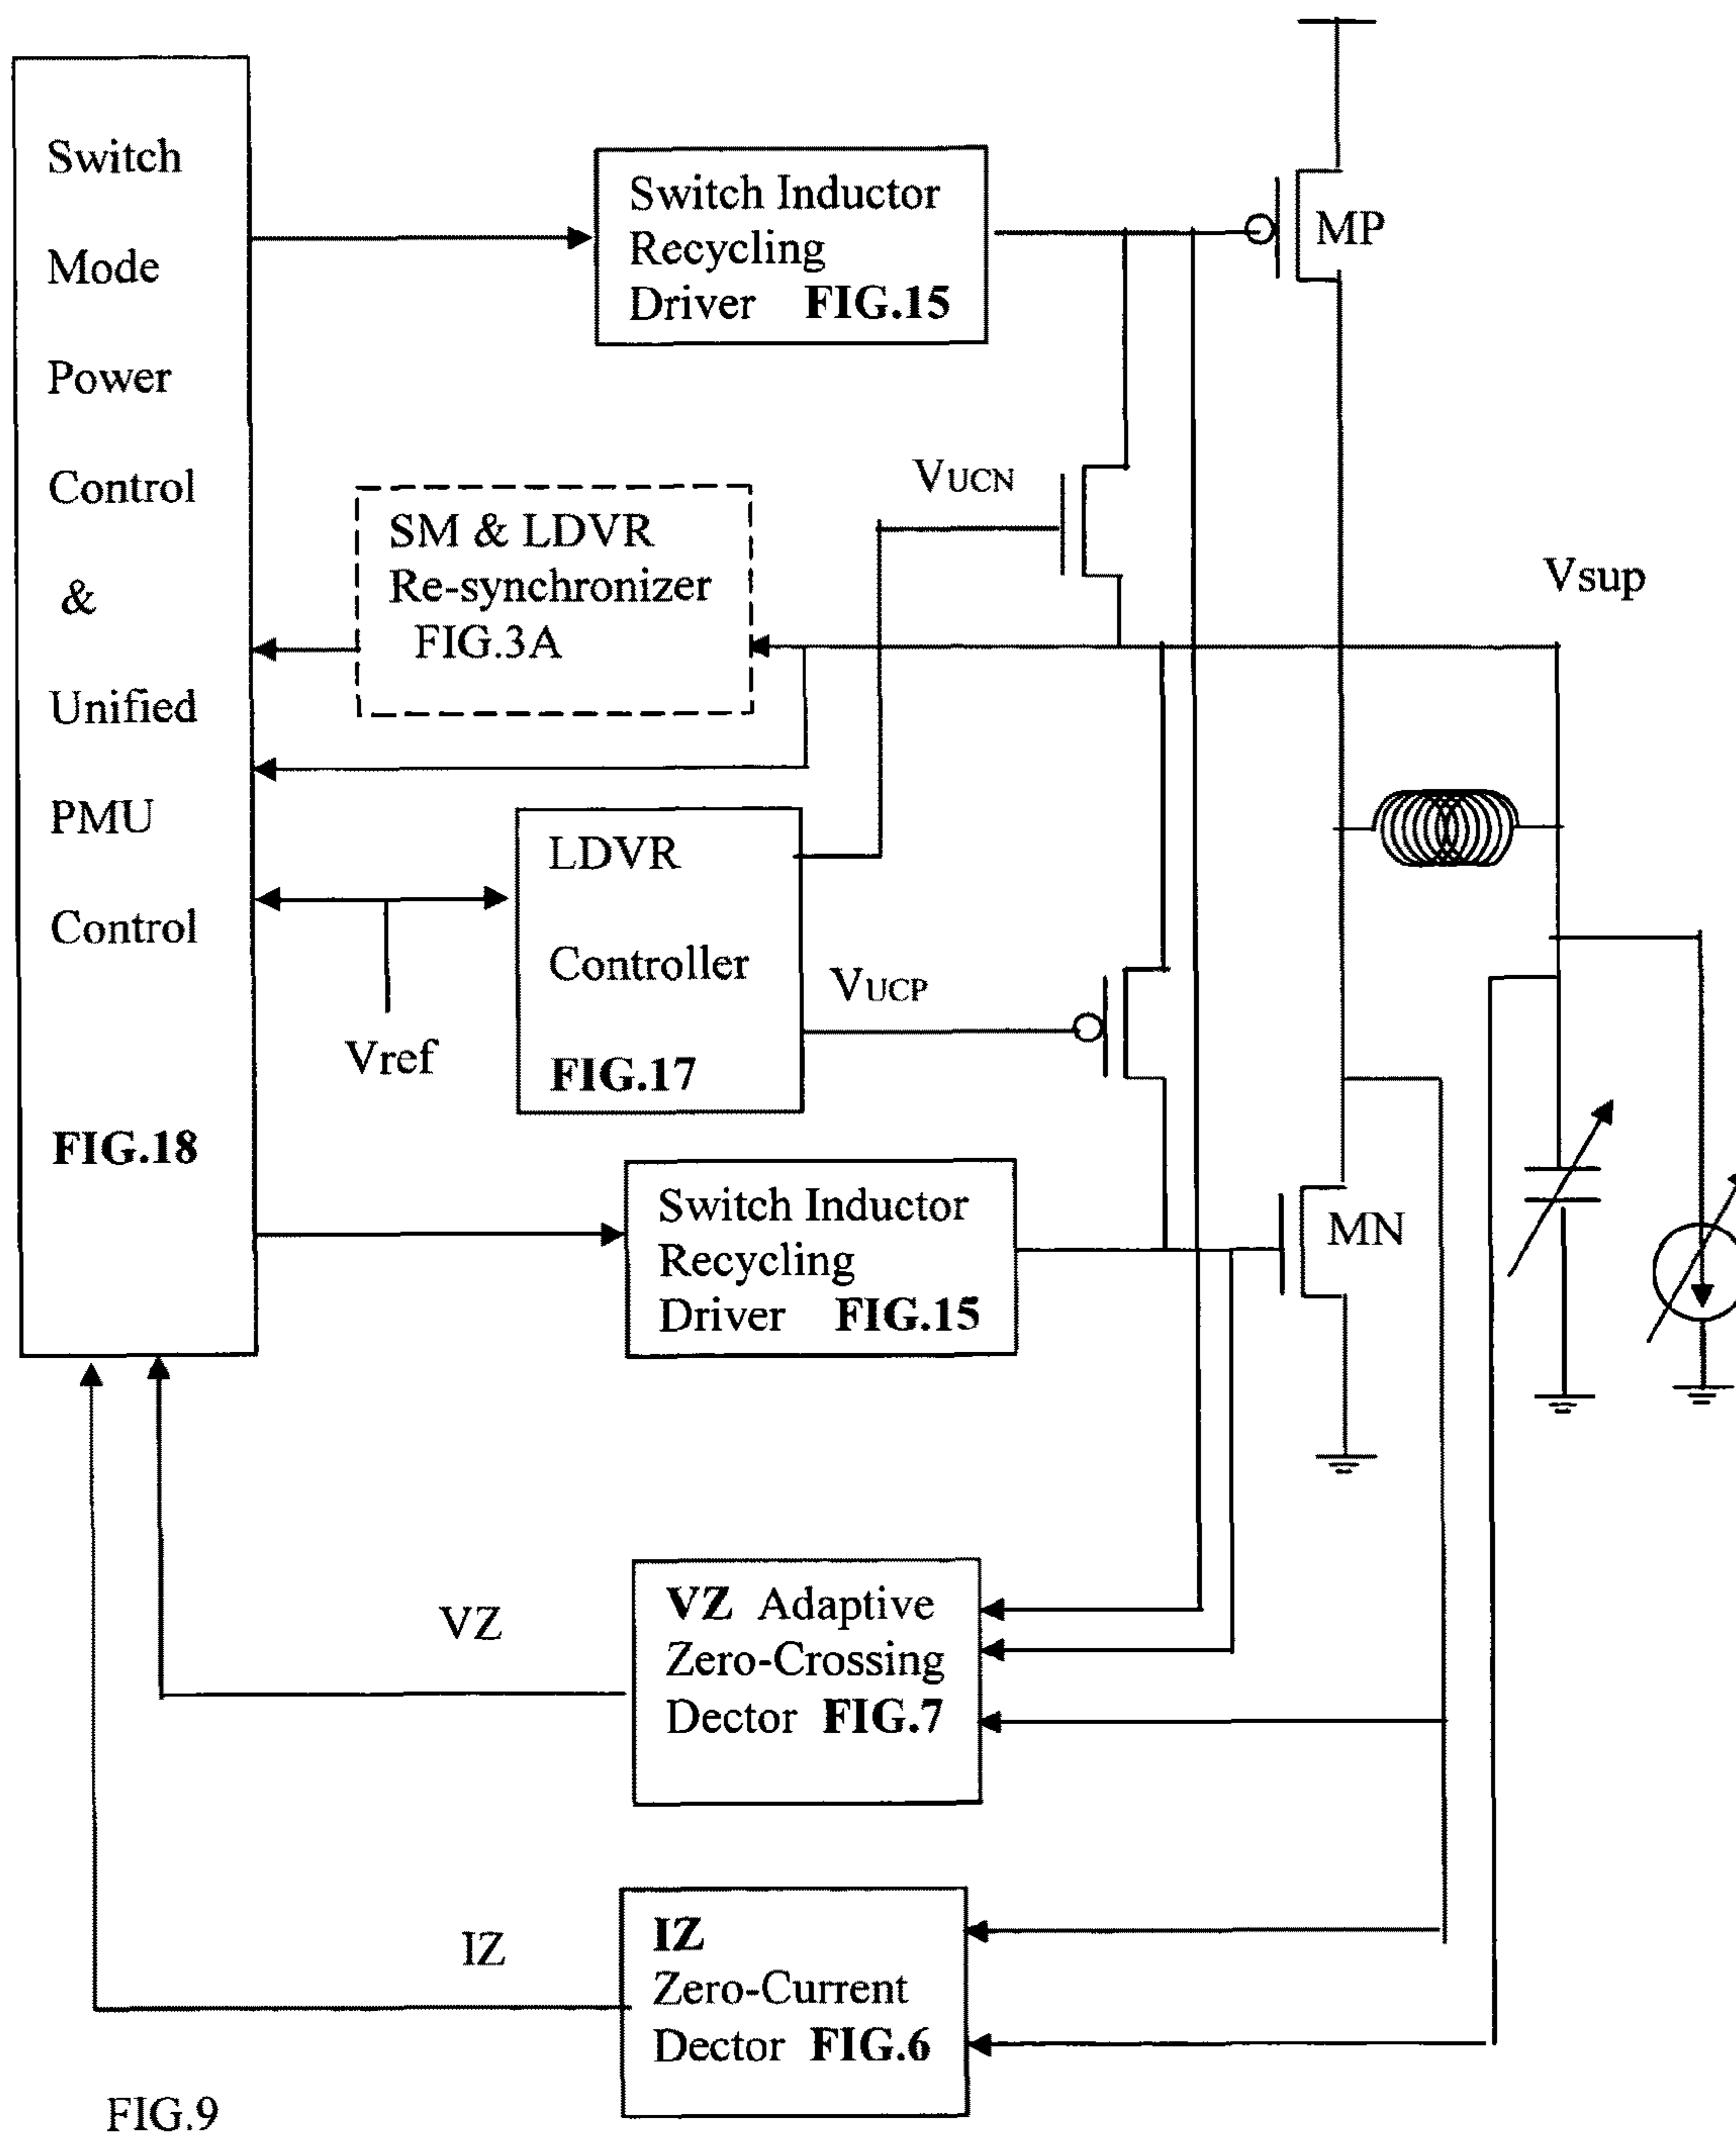 Switch
Mode
Power
Control
&
Unified
PMU
Control
FIG.18
Switch Inductor
Recycling
Driver FIG.15
MP
VUCN
SM & LDVR
Re-synchronizer
FIG.3A
Vsup
LDVR
Controller
FIG.17
VUCP
Vref
Switch Inductor
Recycling
Driver FIG.15
MN
VZ
VZ Adaptive
Zero-Crossing
Dector FIG.7
IZ
IZ
Zero-Current
Dector FIG.6
FIG.9